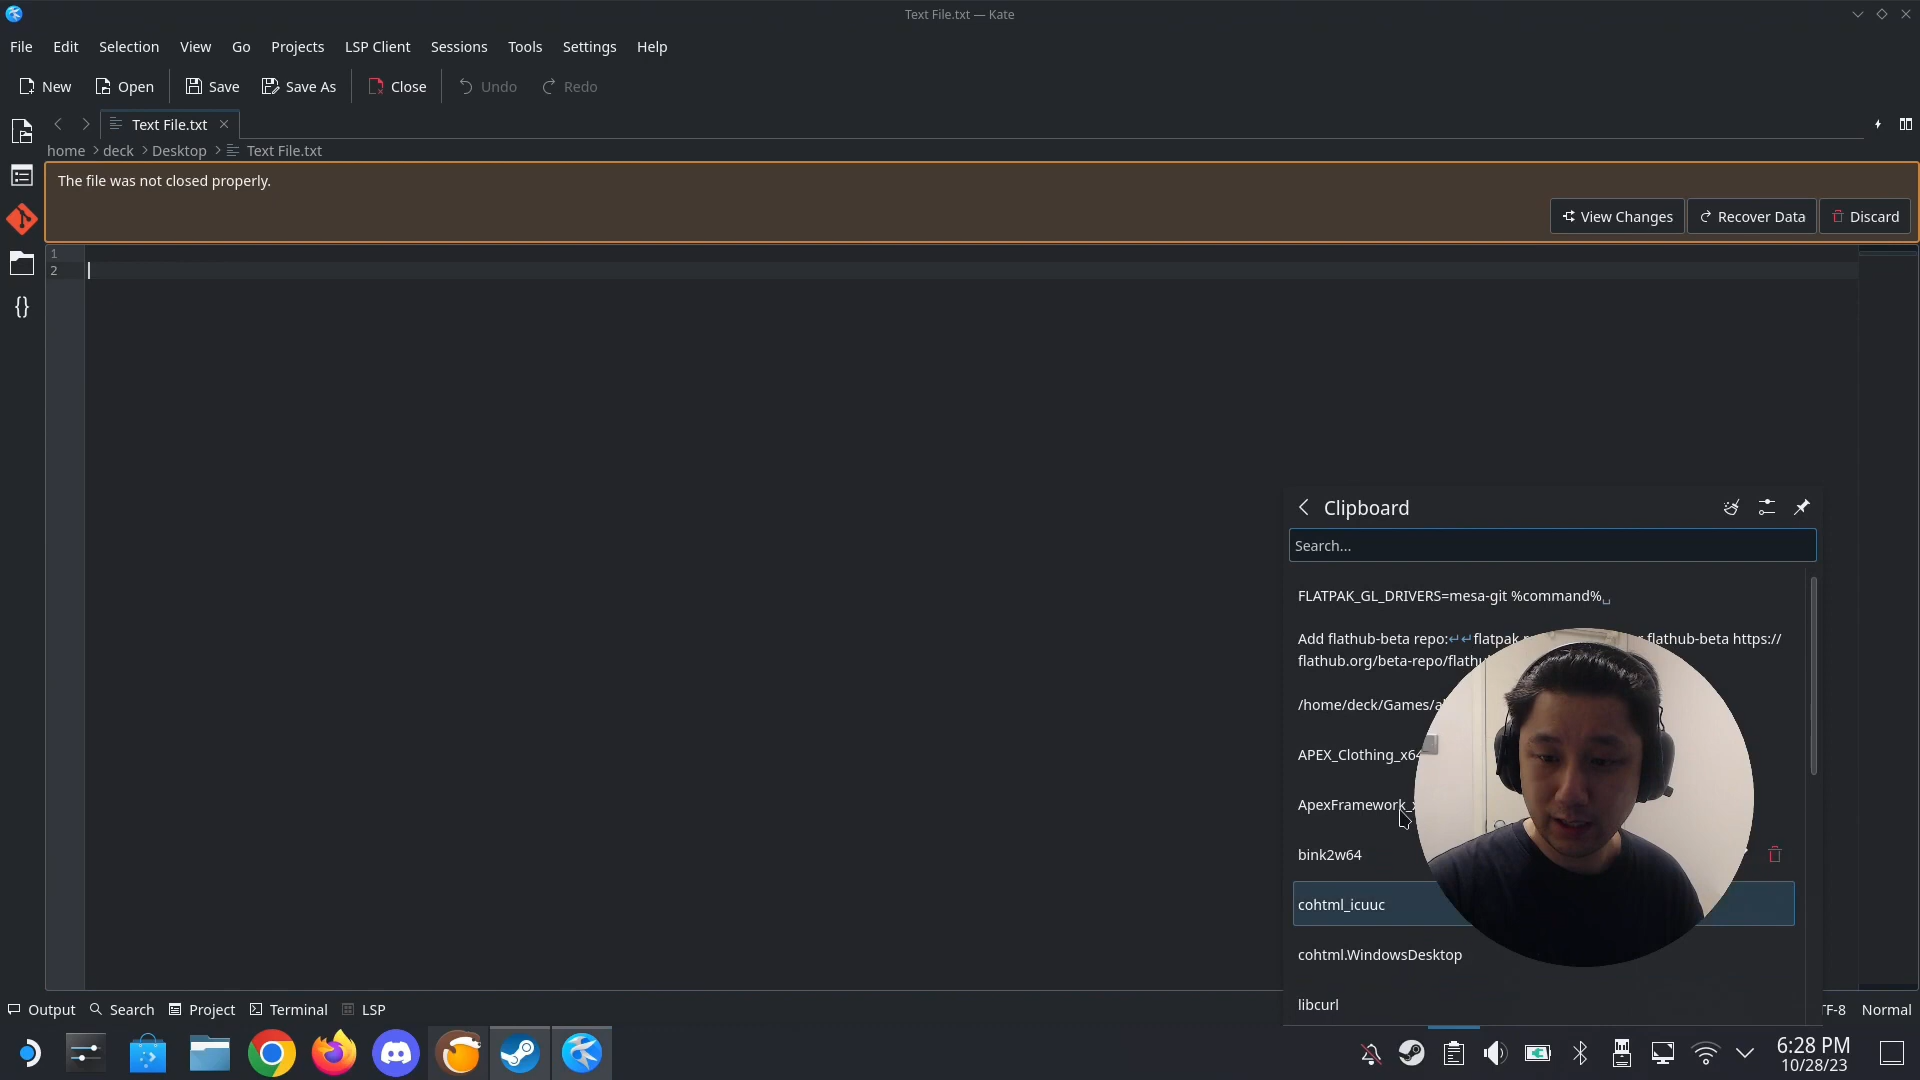 Text File.txt — Kate
File Edit Selection View Go Projects LSP Client Sessions Tools Settings Help
New Open Save Save As Close Undo Redo
Text File.txt
home > deck > Desktop > Text File.txt
The file was not closed properly.
View Changes Recover Data Discard
1
2
Clipboard
Search...
FLATPAK_GL_DRIVERS=mesa-git %command%
Add flathub-beta repo:↵↵flatpak flathub-beta https://
flathub.org/beta-repo/flathu
/home/deck/Games/
APEX_Clothing_x64
ApexFramework_x
bink2w64
cohtml_icuuc
cohtml.WindowsDesktop
libcurl
Output Search Project Terminal LSP TF-8 Normal
6:28 PM
10/28/23